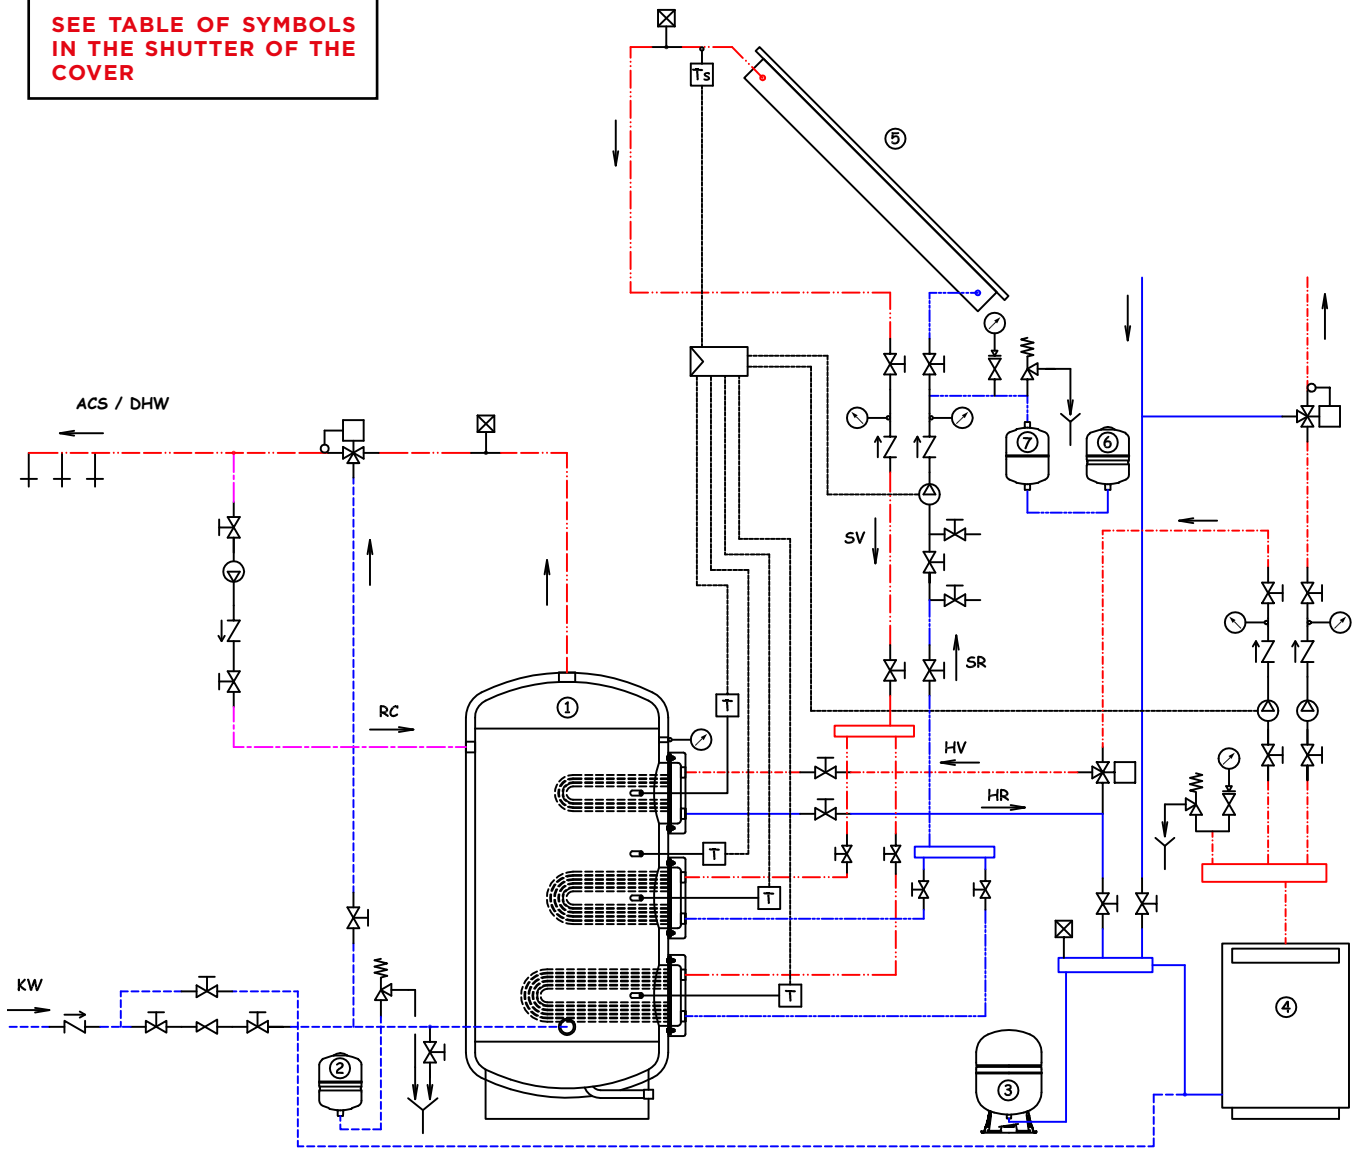 SEE TABLE OF SYMBOLS
IN THE SHUTTER OF THE
COVER
Ts
5
ACS / DHW
7
6
SV
SR
RC
1
T
HV
HR
T
T
T
KW
2
3
4